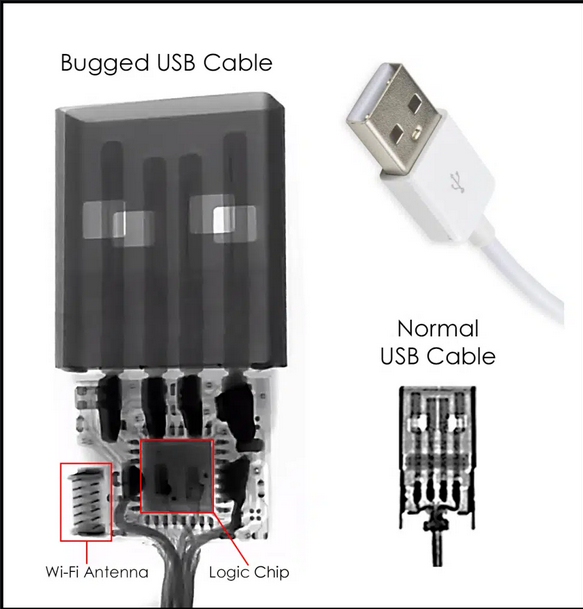 Bugged USB Cable
Normal
USB Cable
Wi-Fi Antenna
Logic Chip